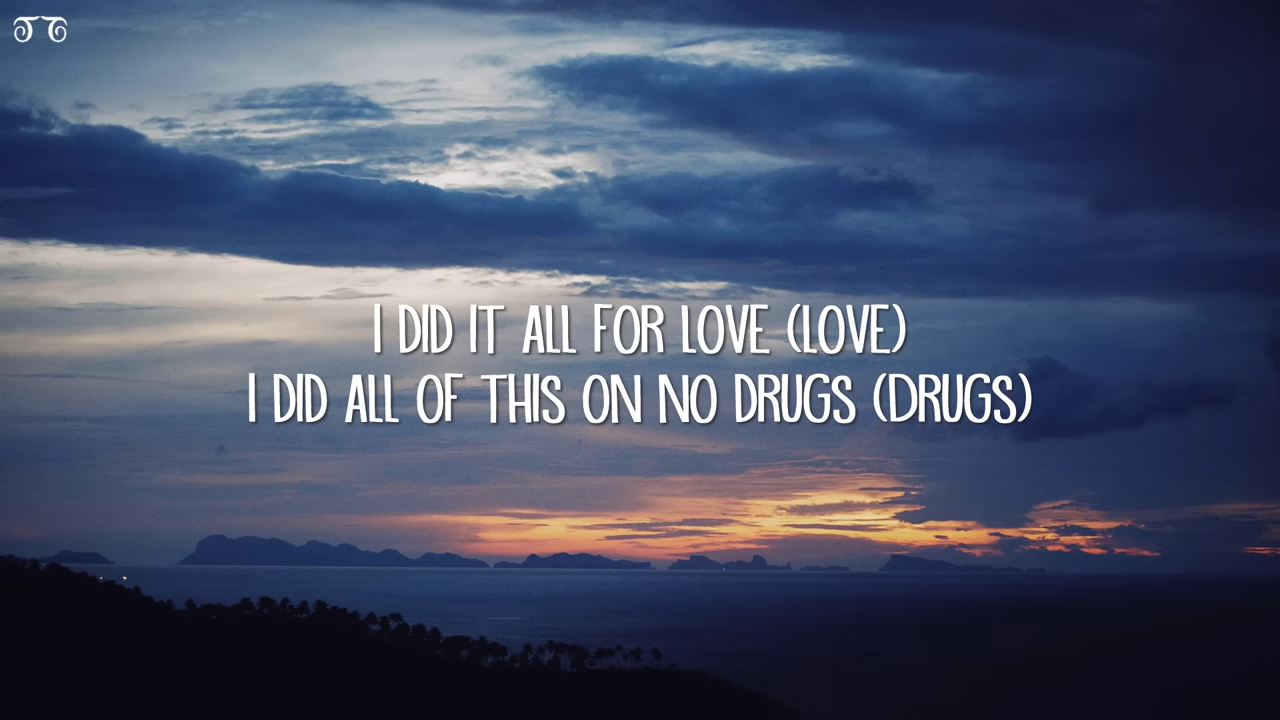 I DID IT ALL FOR LOVE (LOVE)
I DID ALL OF THIS ON NO DRUGS (DRUGS)